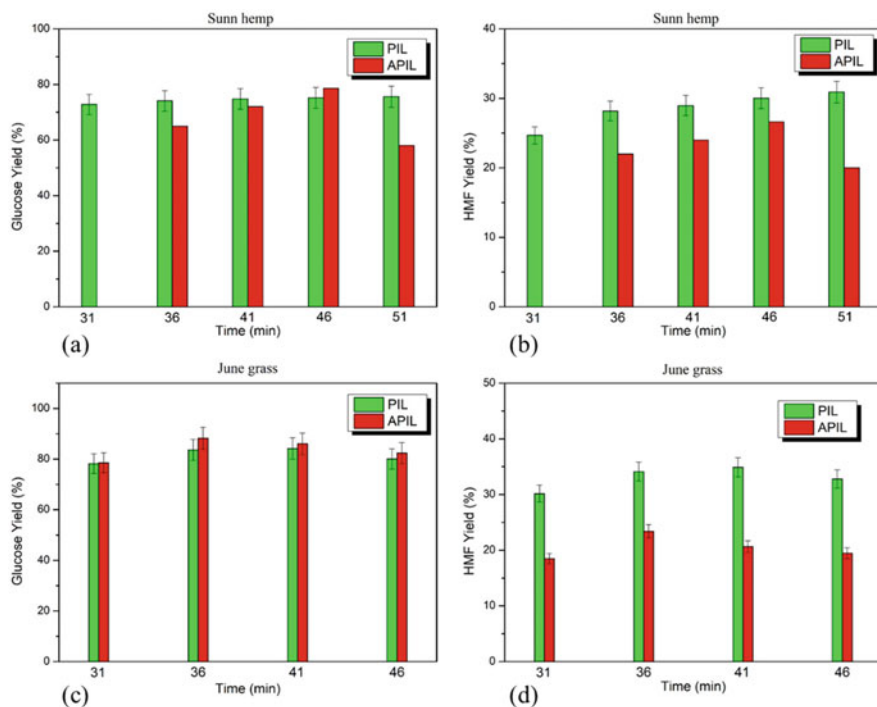 Sunn hemp
100
80
60
40
20
0
Glucose Yield (%)
PIL
APIL
31 36 41 46 51
Time (min)
(a)
Sunn hemp
40
30
20
10
0
HMF Yield (%)
PIL
APIL
31 36 41 46 51
Time (min)
(b)
June grass
100
80
60
40
20
0
Glucose Yield (%)
PIL
APIL
31 36 41 46
Time (min)
(c)
June grass
50
40
30
20
10
0
HMF Yield (%)
PIL
APIL
31 36 41 46
Time (min)
(d)